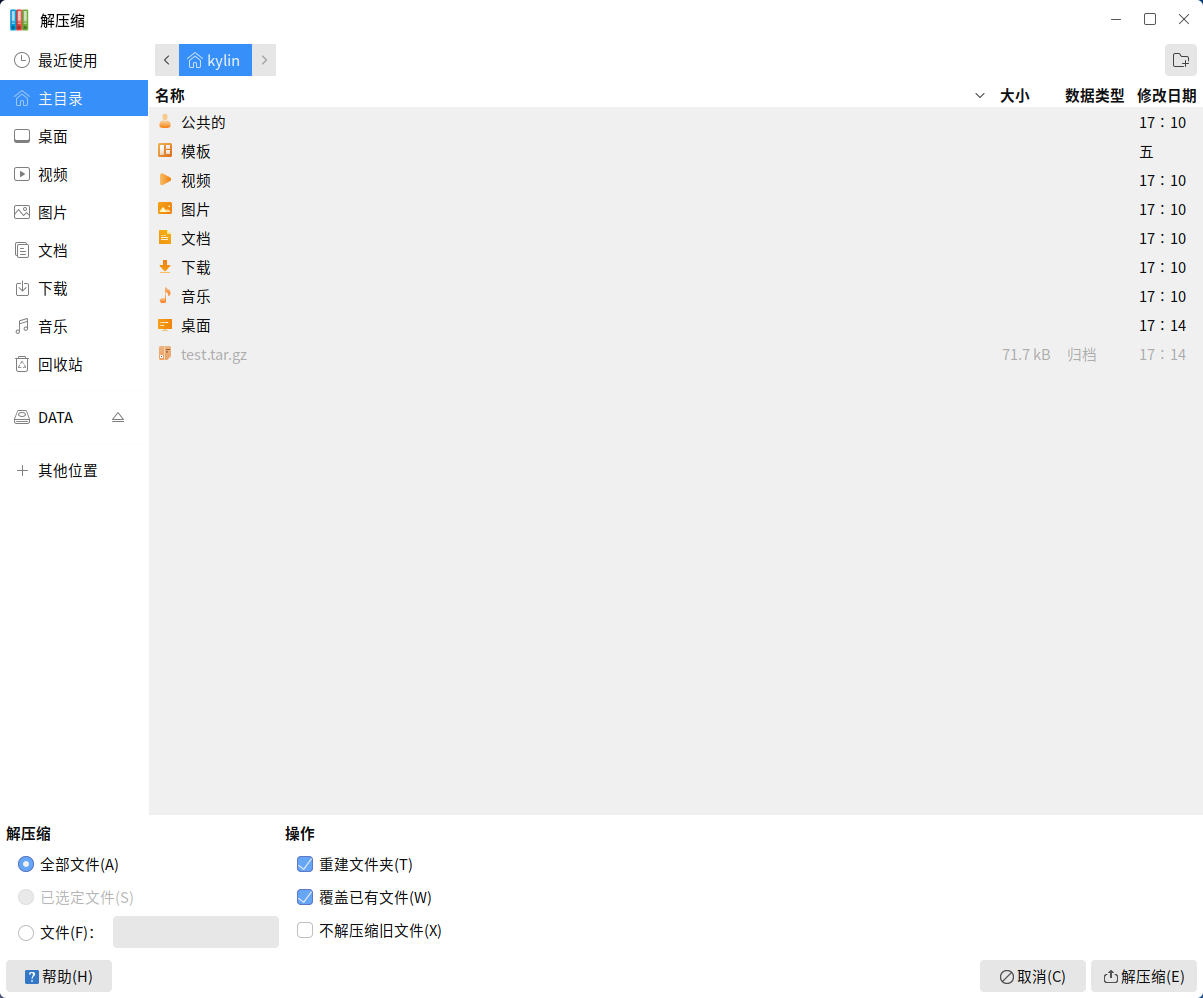 解压缩
最近使用
主目录
桌面
视频
图片
文档
下载
音乐
回收站
DATA
其他位置
kylin
名称 大小 数据类型 修改日期
公共的 17：10
模板 五
视频 17：10
图片 17：10
文档 17：10
下载 17：10
音乐 17：10
桌面 17：14
test.tar.gz 71.7 kB 归档 17：14
解压缩
全部文件(A)
已选定文件(S)
文件(F)：
操作
重建文件夹(T)
覆盖已有文件(W)
不解压缩旧文件(X)
帮助(H)
取消(C)
解压缩(E)